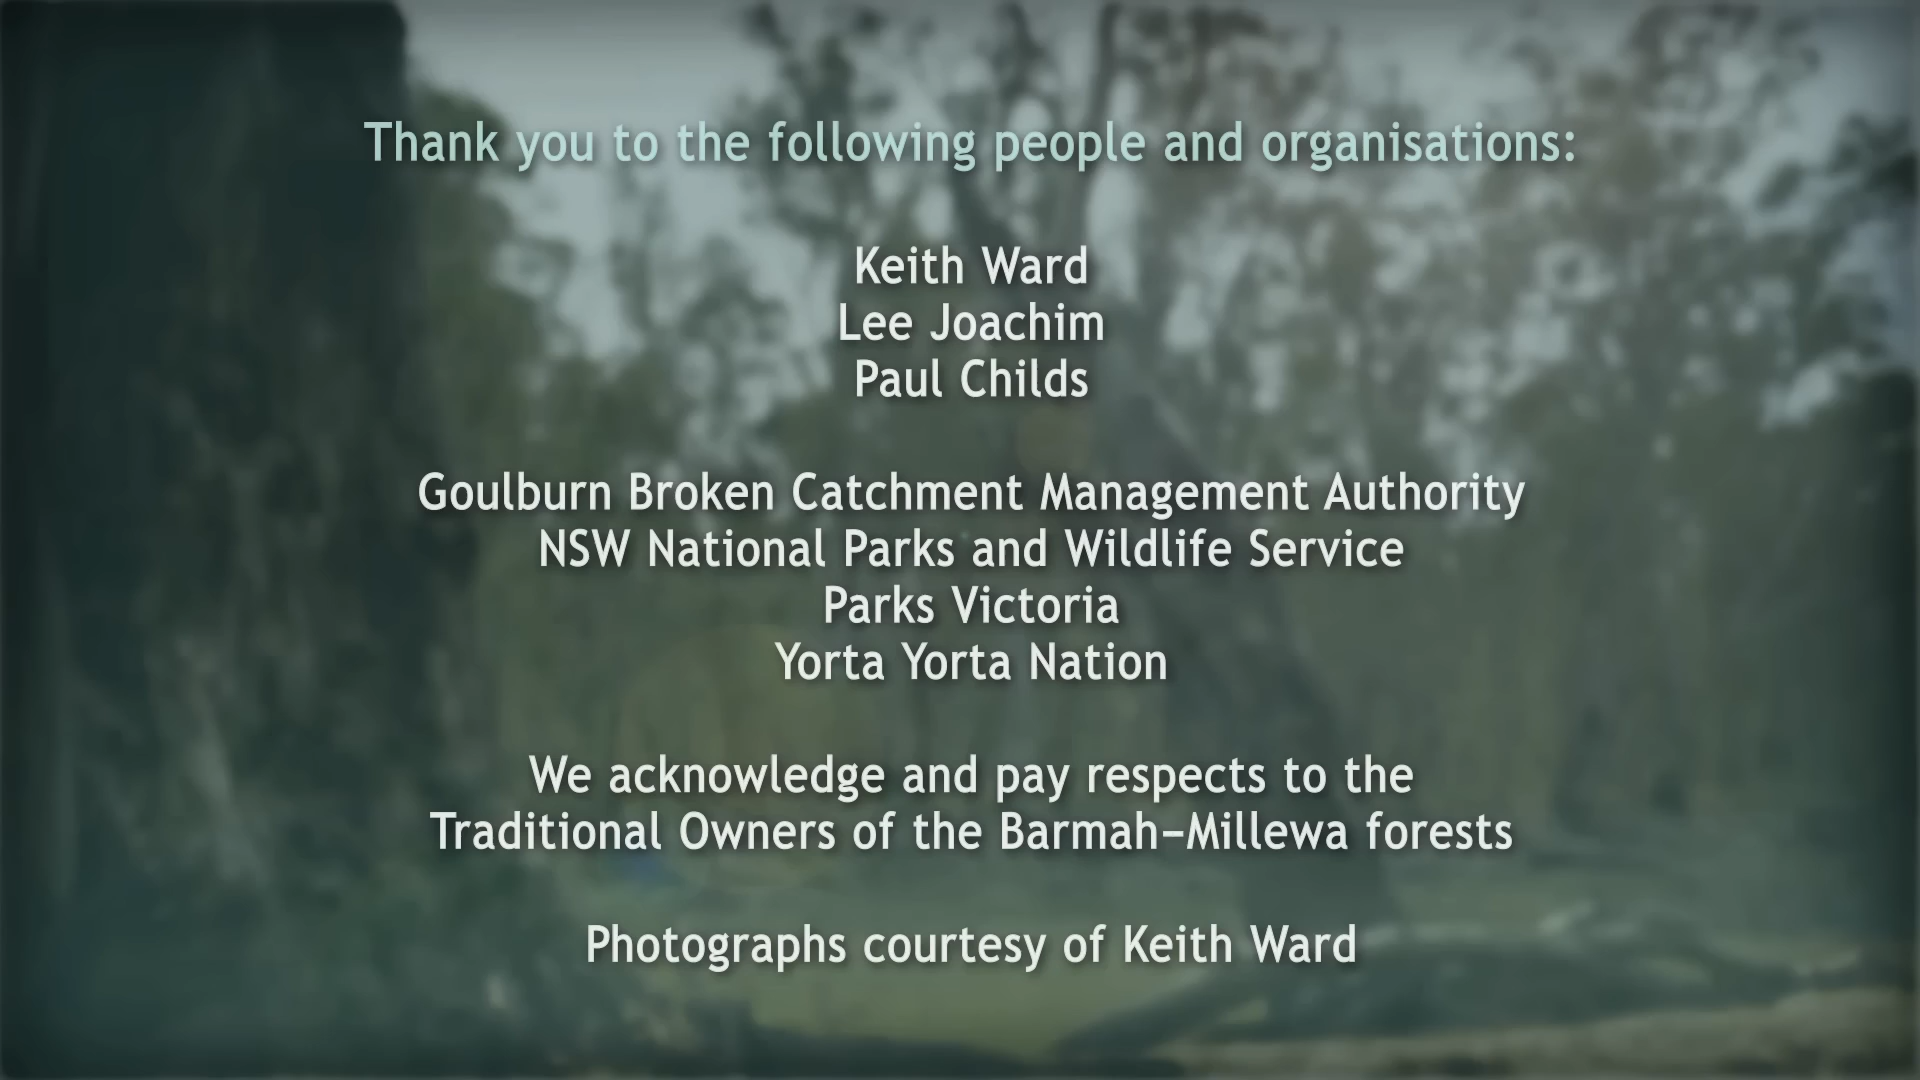 Thank you to the following people and organisations:
Keith Ward
Lee Joachim
Paul Childs
Goulburn Broken Catchment Management Authority
NSW National Parks and Wildlife Service
Parks Victoria
Yorta Yorta Nation
We acknowledge and pay respects to the
Traditional Owners of the Barmah–Millewa forests
Photographs courtesy of Keith Ward